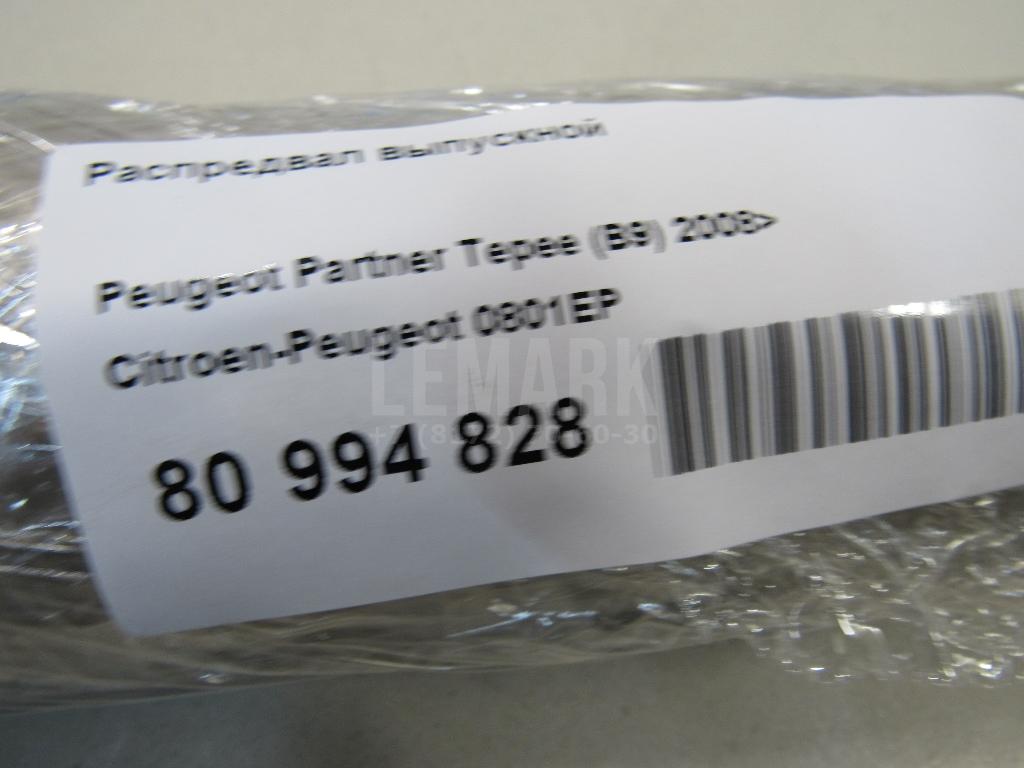 Распредвал выпускной
Peugeot Partner Tepee (B9) 2008>
Citroen-Peugeot 0801EP
LEMARK
80 994 828